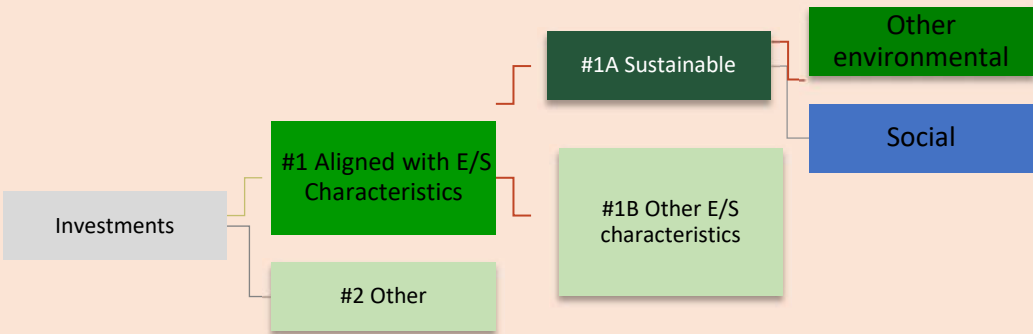 Investments
#1 Aligned with E/S
Characteristics
#2 Other
#1A Sustainable
#1B Other E/S
characteristics
Other
environmental
Social